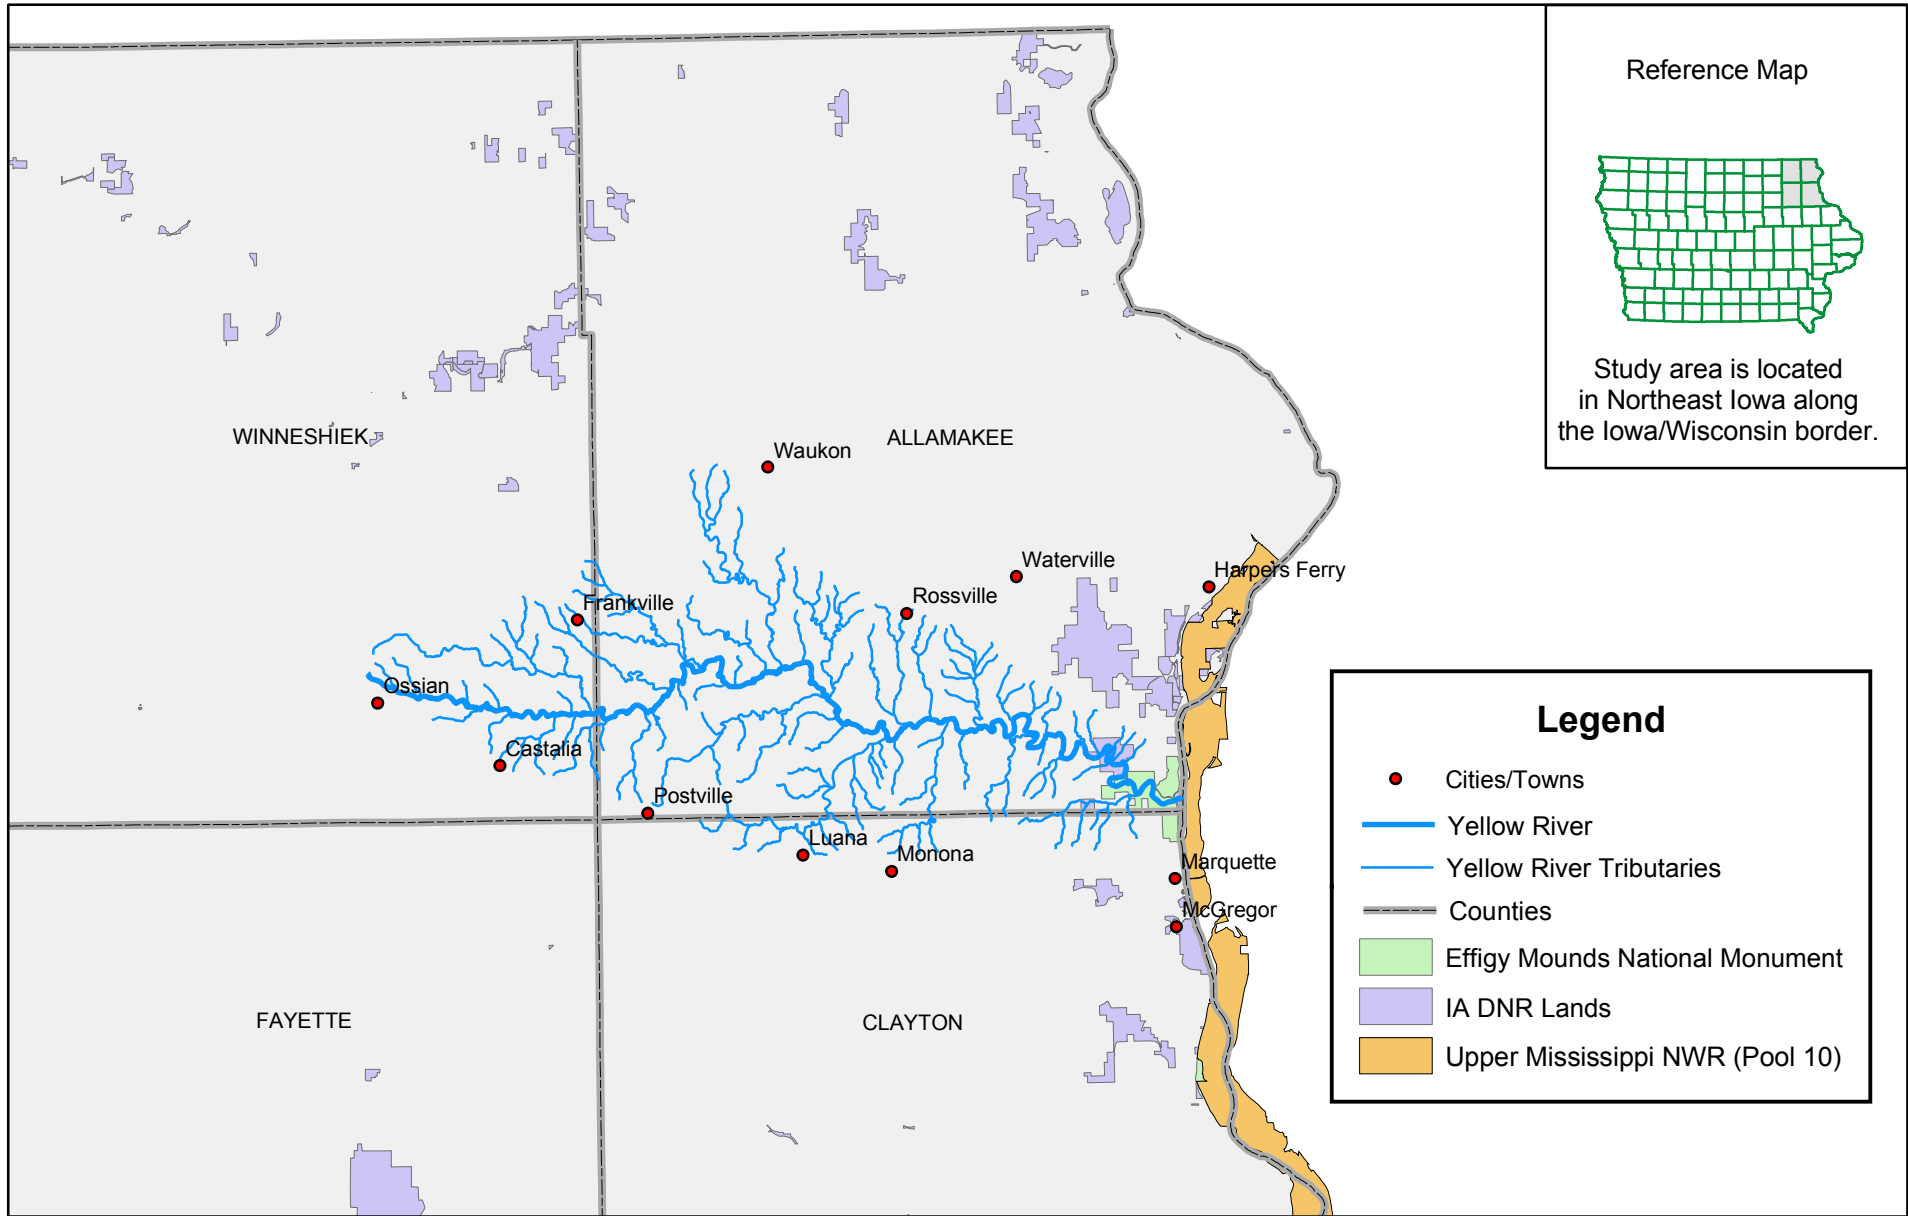 Reference Map
Study area is located
in Northeast Iowa along
the Iowa/Wisconsin border.
WINNESHIEK
ALLAMAKEE
Waukon
Waterville
Harpers Ferry
Frankville
Rossville
Ossian
Castalia
Postville
Luana
Monona
Marquette
McGregor
FAYETTE
CLAYTON
Legend
Cities/Towns
Yellow River
Yellow River Tributaries
Counties
Effigy Mounds National Monument
IA DNR Lands
Upper Mississippi NWR (Pool 10)